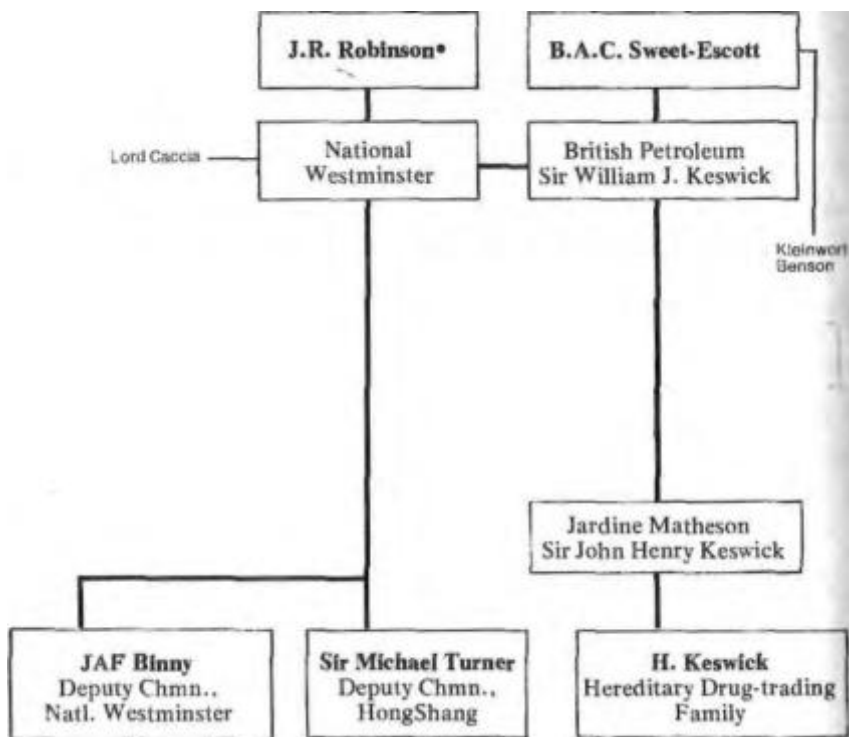 J.R. Robinson•
B.A.C. Sweet-Escott
Lord Caccia
National
Westminster
British Petroleum
Sir William J. Keswick
Kleinwort
Benson
Jardine Matheson
Sir John Henry Keswick
JAF Binny
Deputy Chmn.,
Natl. Westminster
Sir Michael Turner
Deputy Chmn.,
HongShang
H. Keswick
Hereditary Drug-trading
Family